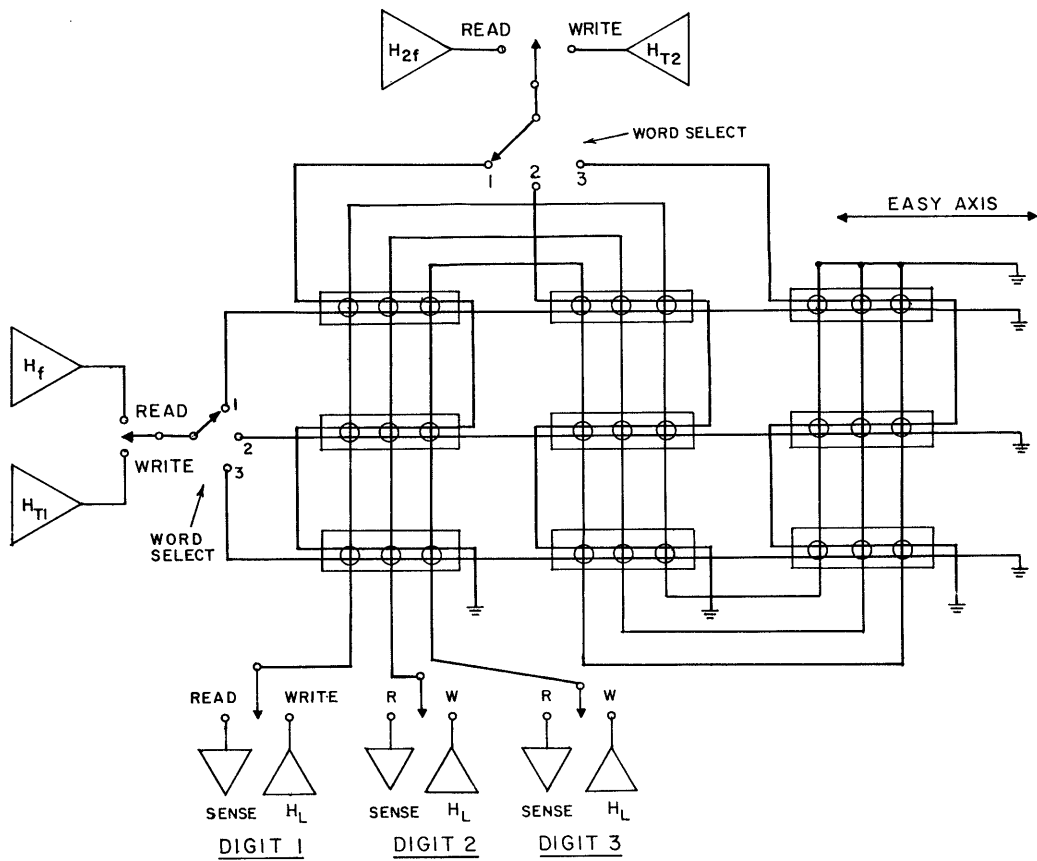 READ WRITE
H2f HT2
WORD SELECT
1 2 3
EASY AXIS
Hf
READ 1
2
WRITE 3
HT1
WORD
SELECT
READ WRITE R W R W
SENSE HL SENSE HL SENSE HL
DIGIT 1 DIGIT 2 DIGIT 3